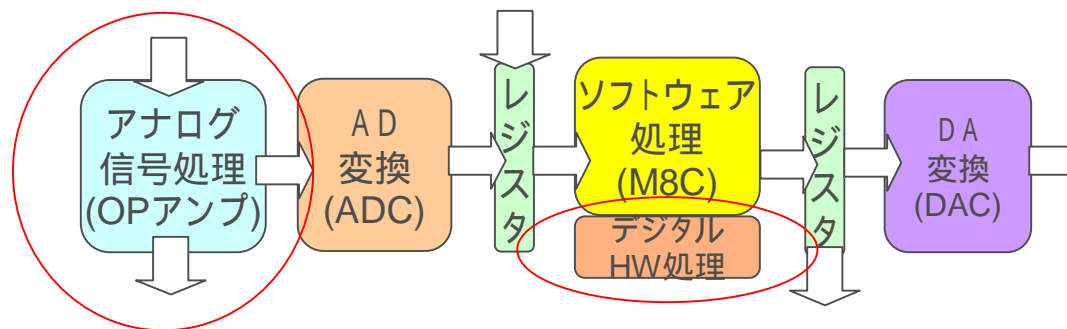 アナログ
信号処理
(OPアンプ)
ＡＤ
変換
(ADC)
レジスタ
ソフトウェア
処理
(M8C)
デジタル
HW処理
レジスタ
ＤＡ
変換
(DAC)